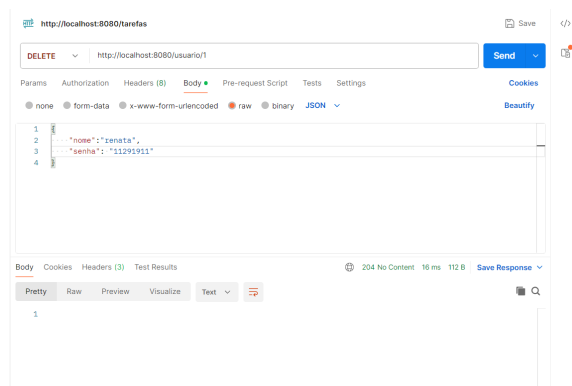 HTTP http://localhost:8080/tarefas Save
DELETE http://localhost:8080/usuario/1 Send
Params Authorization Headers (8) Body Pre-request Script Tests Settings Cookies
none form-data x-www-form-urlencoded raw binary JSON Beautify
1 {
2 ····"nome":"renata",
3 ····"senha":·"11291911"
4 }
Body Cookies Headers (3) Test Results 204 No Content 16 ms 112 B Save Response
Pretty Raw Preview Visualize Text
1